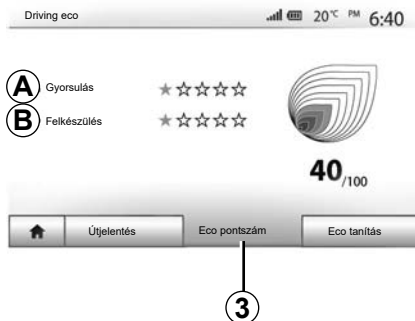 Driving eco 20°C PM 6:40
A Gyorsulás
B Felkészülés
40/100
Útjelentés Eco pontszám Eco tanítás
3